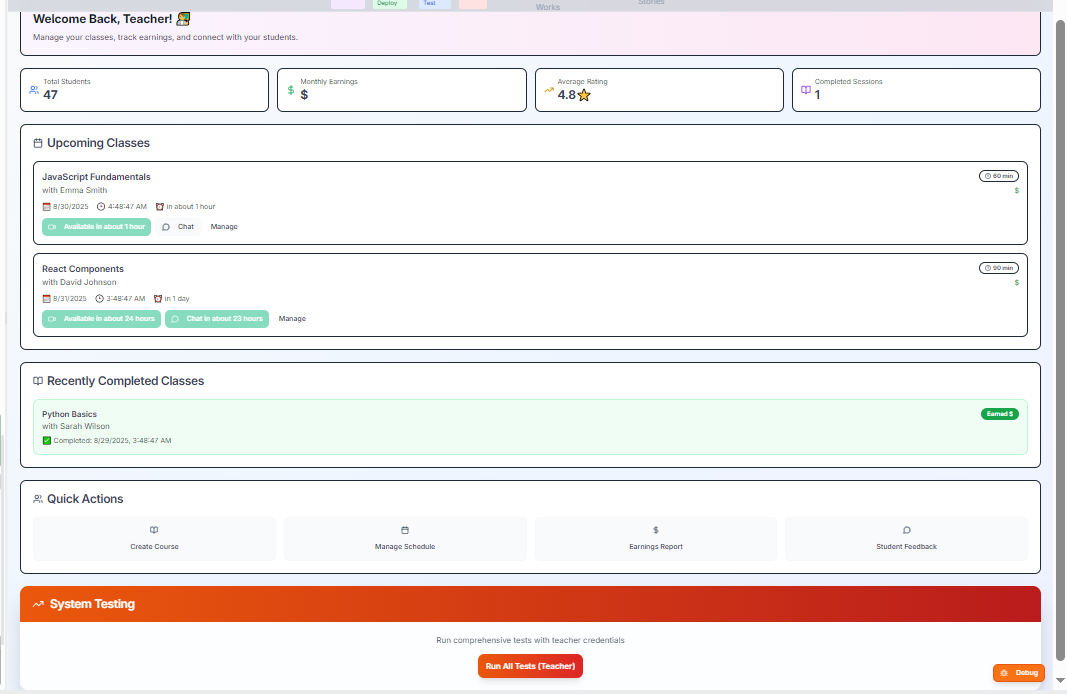 Deploy
Test
Works
Stories
Welcome Back, Teacher!
Manage your classes, track earnings, and connect with your students.
Total Students
47
Monthly Earnings
$
Average Rating
4.8
Completed Sessions
1
Upcoming Classes
JavaScript Fundamentals
60 min
with Emma Smith
$
8/30/2025 4:48:47 AM in about 1 hour
Available in about 1 hour Chat Manage
React Components
90 min
with David Johnson
$
8/31/2025 3:48:47 AM in 1 day
Available in about 24 hours Chat in about 23 hours Manage
Recently Completed Classes
Python Basics
Earned $
with Sarah Wilson
Completed: 8/29/2025, 3:48:47 AM
Quick Actions
Create Course
Manage Schedule
Earnings Report
Student Feedback
System Testing
Run comprehensive tests with teacher credentials
Run All Tests (Teacher)
Debug